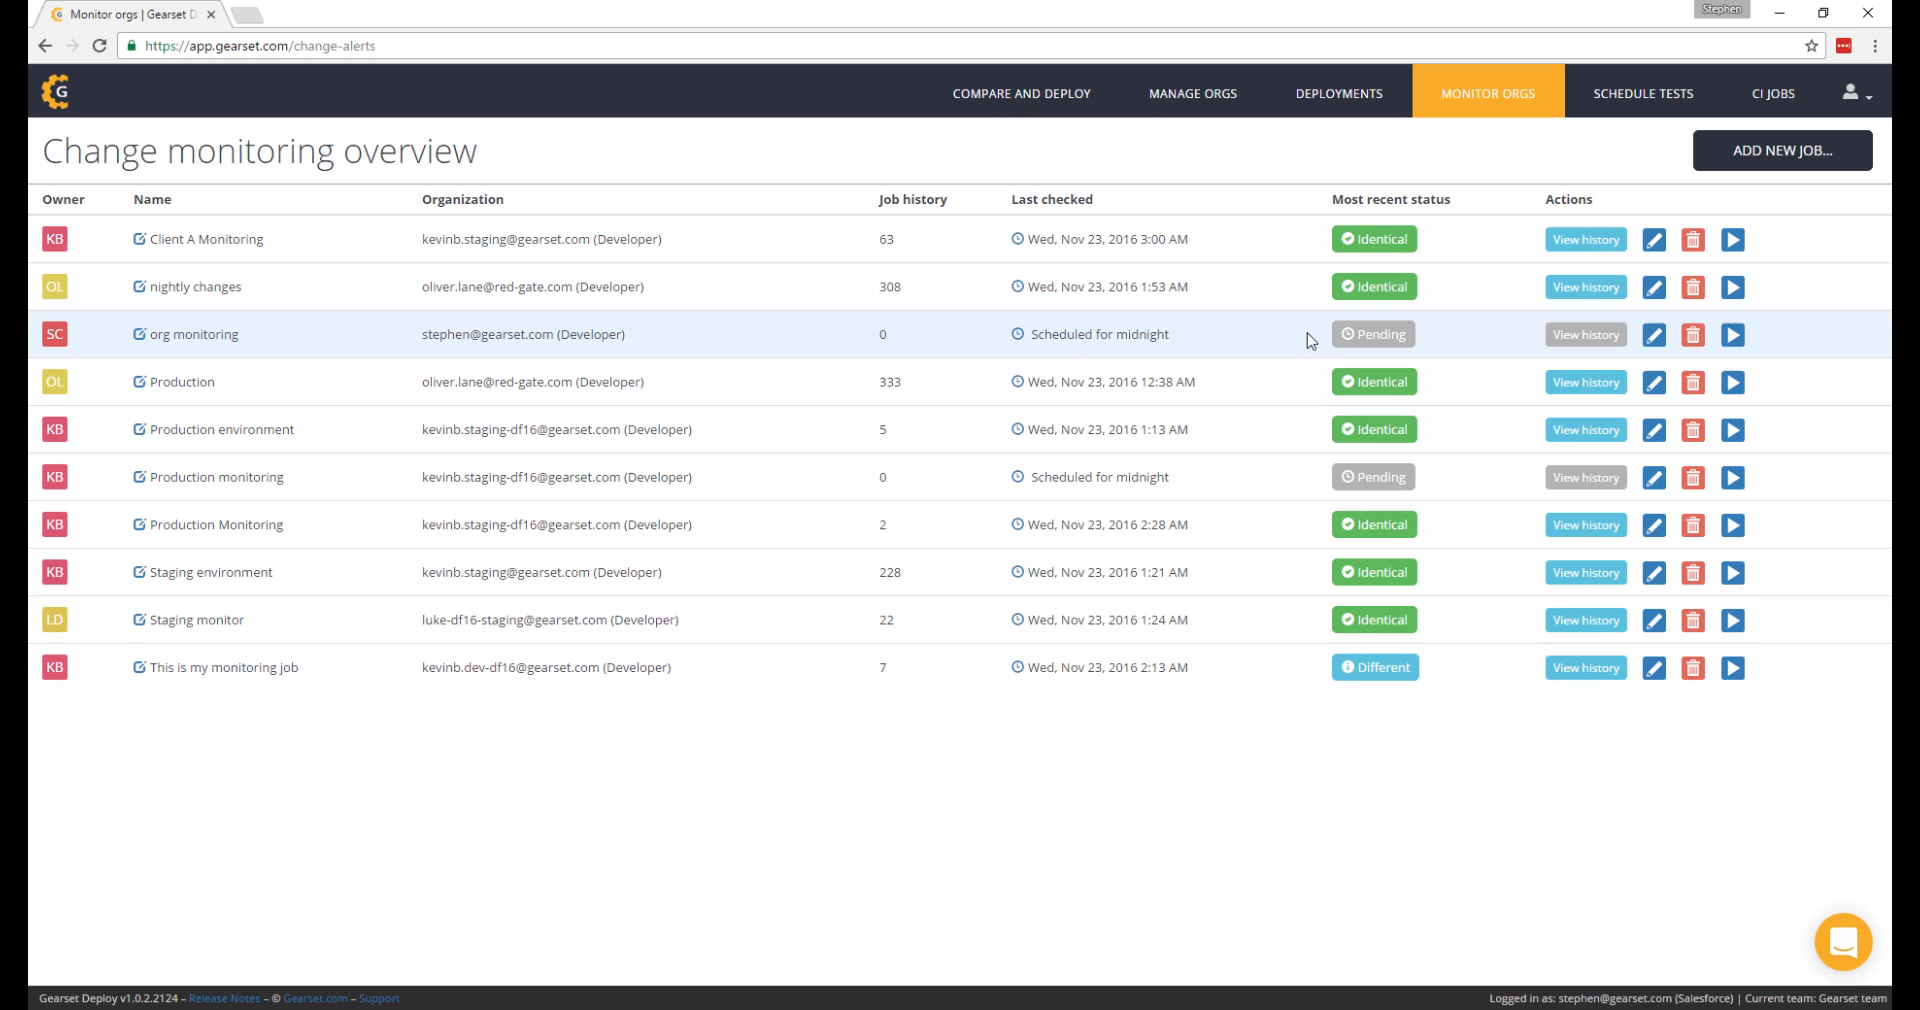 Monitor orgs | Gearset D
Stephen
https://app.gearset.com/change-alerts
G
COMPARE AND DEPLOY MANAGE ORGS DEPLOYMENTS MONITOR ORGS SCHEDULE TESTS CI JOBS
Change monitoring overview
ADD NEW JOB...
Owner Name Organization Job history Last checked Most recent status Actions
KB Client A Monitoring kevinb.staging@gearset.com (Developer) 63 Wed, Nov 23, 2016 3:00 AM Identical View history
OL nightly changes oliver.lane@red-gate.com (Developer) 308 Wed, Nov 23, 2016 1:53 AM Identical View history
SC org monitoring stephen@gearset.com (Developer) 0 Scheduled for midnight Pending View history
OL Production oliver.lane@red-gate.com (Developer) 333 Wed, Nov 23, 2016 12:38 AM Identical View history
KB Production environment kevinb.staging-df16@gearset.com (Developer) 5 Wed, Nov 23, 2016 1:13 AM Identical View history
KB Production monitoring kevinb.staging-df16@gearset.com (Developer) 0 Scheduled for midnight Pending View history
KB Production Monitoring kevinb.staging-df16@gearset.com (Developer) 2 Wed, Nov 23, 2016 2:28 AM Identical View history
KB Staging environment kevinb.staging@gearset.com (Developer) 228 Wed, Nov 23, 2016 1:21 AM Identical View history
LD Staging monitor luke-df16-staging@gearset.com (Developer) 22 Wed, Nov 23, 2016 1:24 AM Identical View history
KB This is my monitoring job kevinb.dev-df16@gearset.com (Developer) 7 Wed, Nov 23, 2016 2:13 AM Different View history
Gearset Deploy v1.0.2.2124 – Release Notes – © Gearset.com – Support
Logged in as: stephen@gearset.com (Salesforce) | Current team: Gearset team